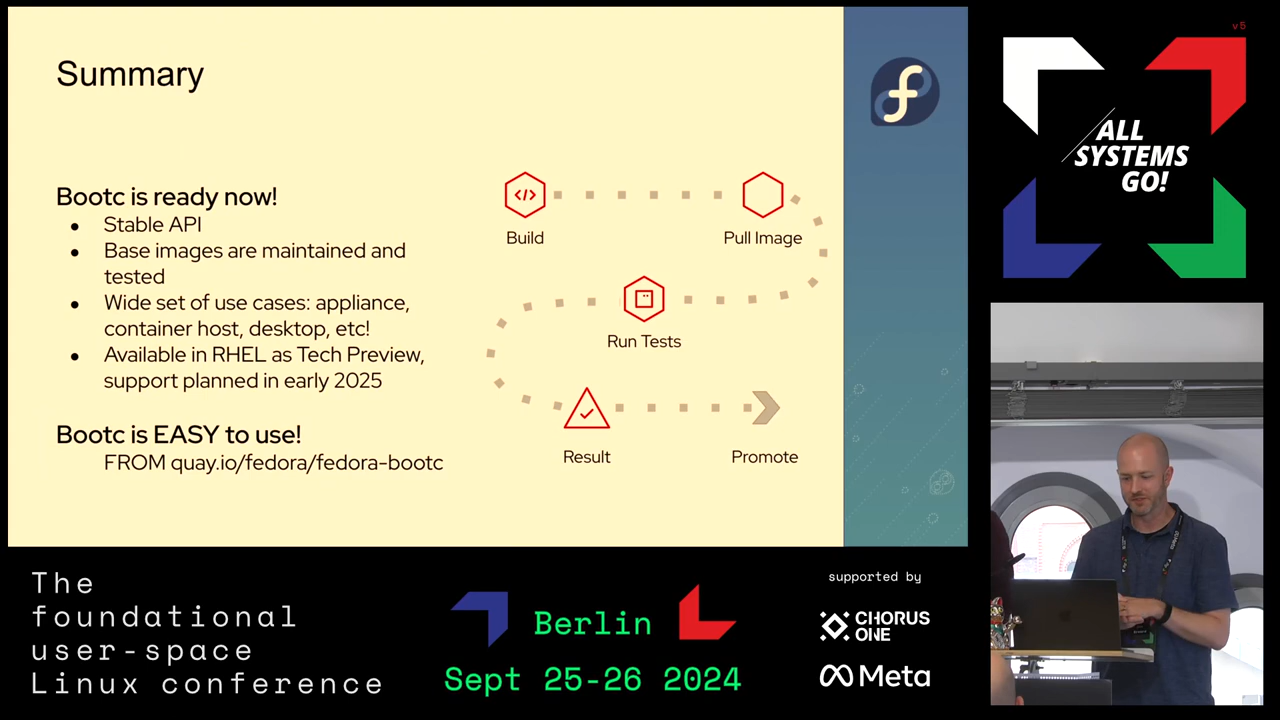 Summary
Bootc is ready now!
● Stable API
● Base images are maintained and
tested
● Wide set of use cases: appliance,
container host, desktop, etc!
● Available in RHEL as Tech Preview,
support planned in early 2025
Bootc is EASY to use!
FROM quay.io/fedora/fedora-bootc
Build
Pull Image
Run Tests
Result
Promote
v5
ALL
SYSTEMS
GO!
The
foundational
user-space
Linux conference
Berlin
Sept 25-26 2024
supported by
CHORUS
ONE
Meta